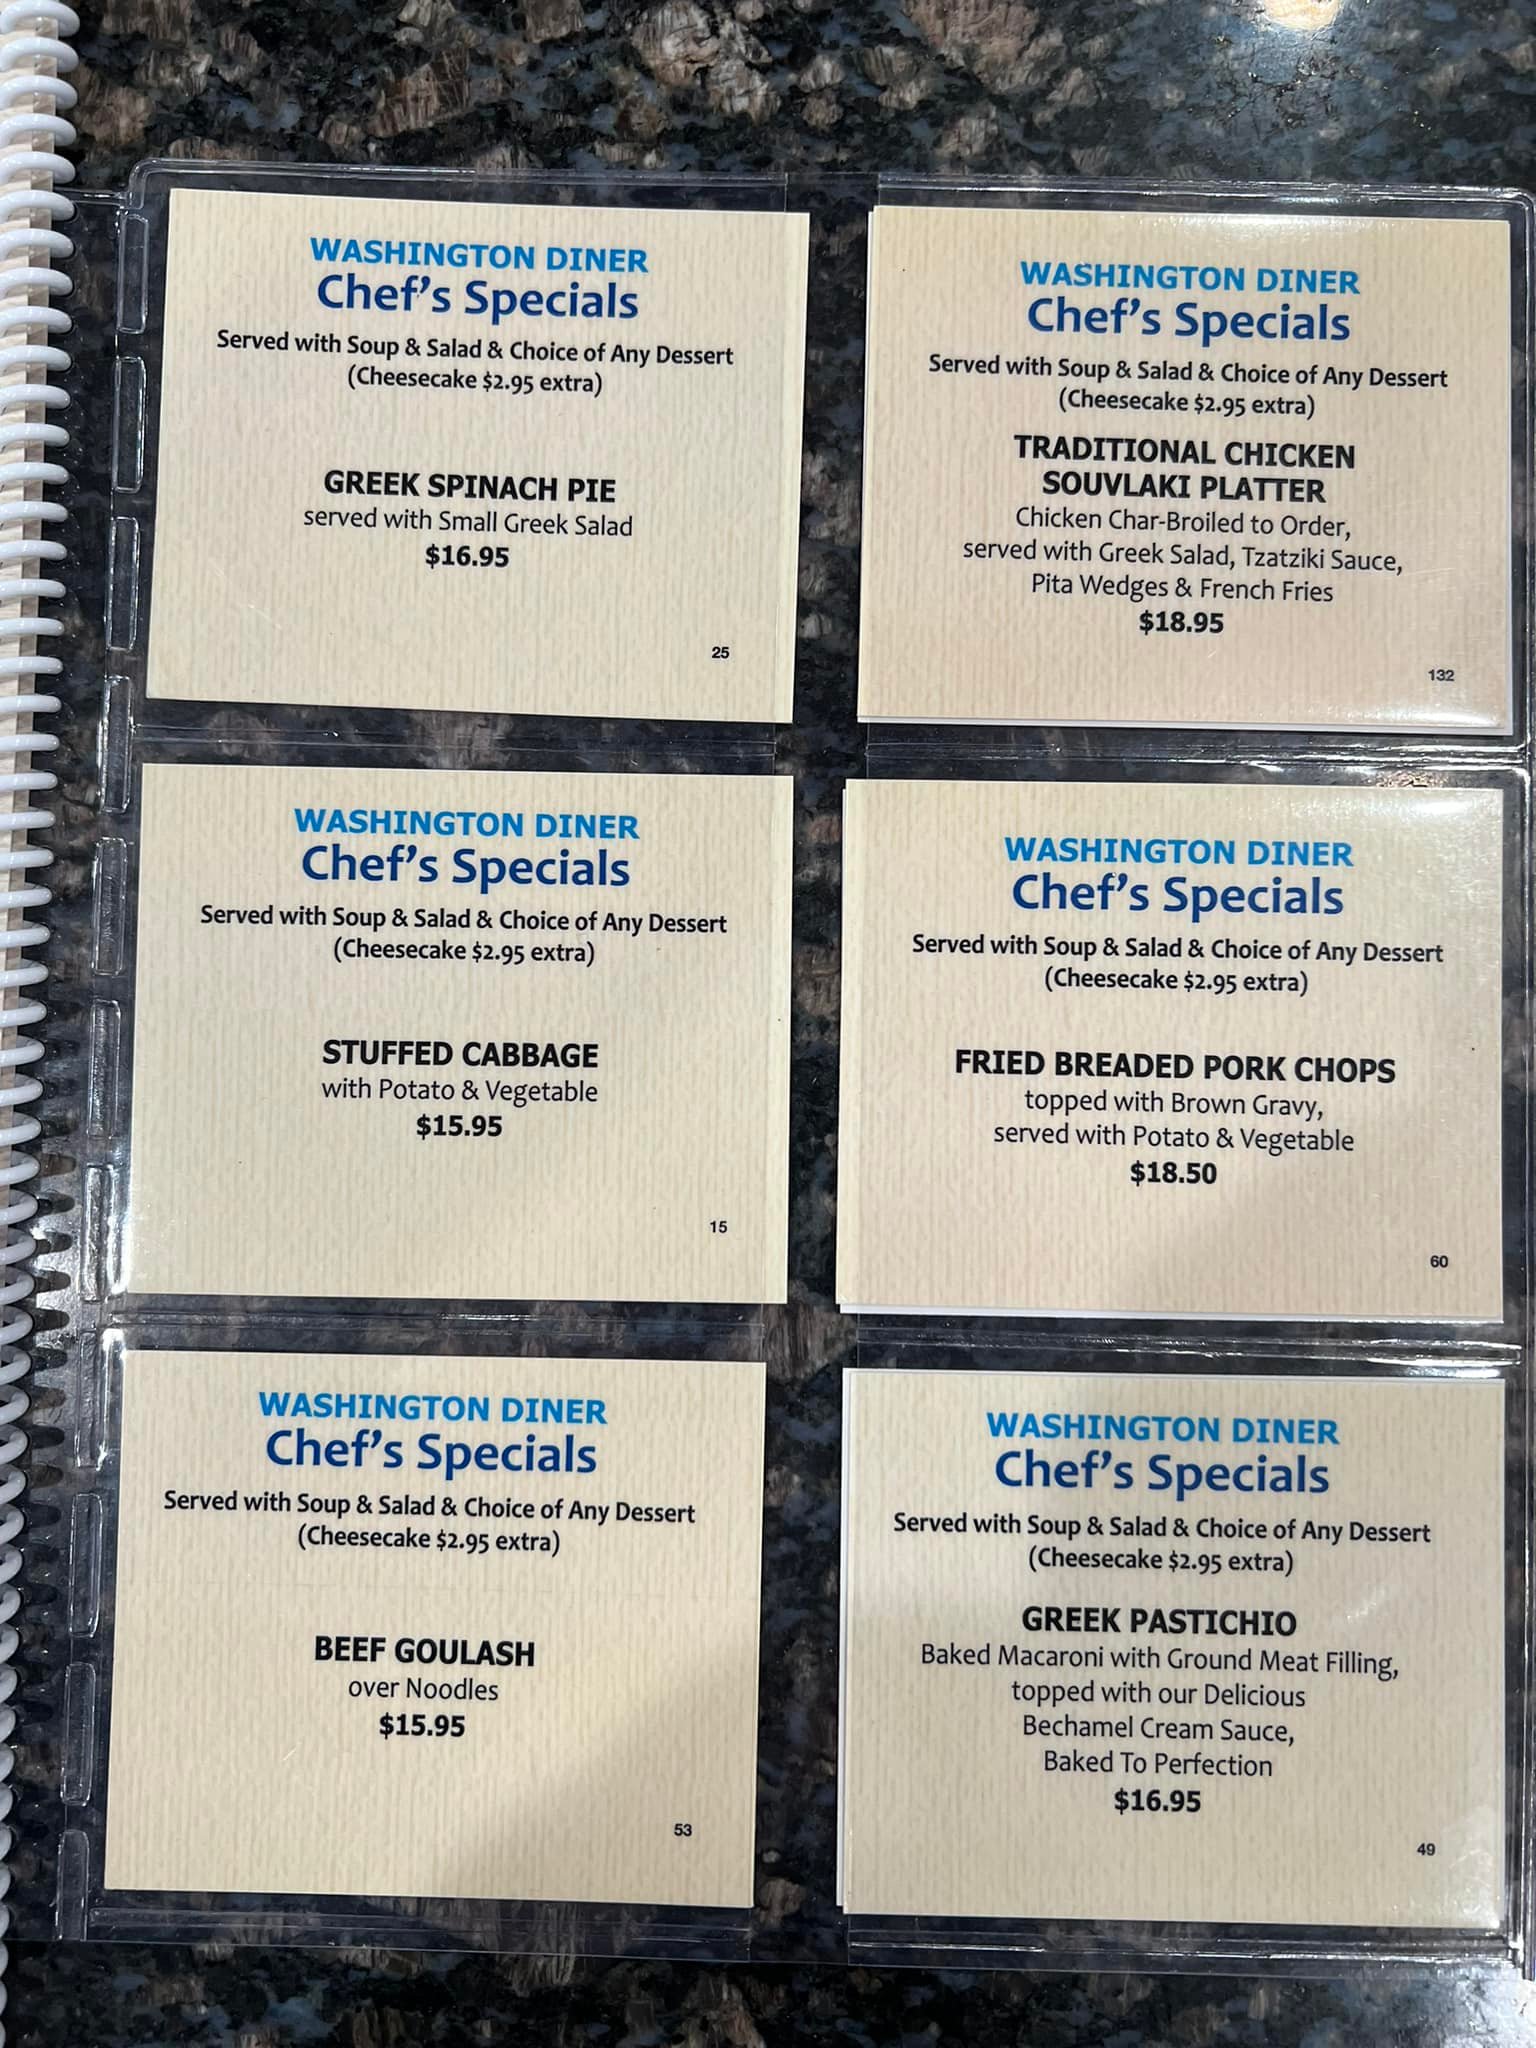 WASHINGTON DINER
Chef's Specials
Served with Soup & Salad & Choice of Any Dessert
(Cheesecake $2.95 extra)
GREEK SPINACH PIE
served with Small Greek Salad
$16.95
25
WASHINGTON DINER
Chef's Specials
Served with Soup & Salad & Choice of Any Dessert
(Cheesecake $2.95 extra)
TRADITIONAL CHICKEN
SOUVLAKI PLATTER
Chicken Char-Broiled to Order,
served with Greek Salad, Tzatziki Sauce,
Pita Wedges & French Fries
$18.95
132
WASHINGTON DINER
Chef's Specials
Served with Soup & Salad & Choice of Any Dessert
(Cheesecake $2.95 extra)
STUFFED CABBAGE
with Potato & Vegetable
$15.95
15
WASHINGTON DINER
Chef's Specials
Served with Soup & Salad & Choice of Any Dessert
(Cheesecake $2.95 extra)
FRIED BREADED PORK CHOPS
topped with Brown Gravy,
served with Potato & Vegetable
$18.50
60
WASHINGTON DINER
Chef's Specials
Served with Soup & Salad & Choice of Any Dessert
(Cheesecake $2.95 extra)
BEEF GOULASH
over Noodles
$15.95
53
WASHINGTON DINER
Chef's Specials
Served with Soup & Salad & Choice of Any Dessert
(Cheesecake $2.95 extra)
GREEK PASTICHIO
Baked Macaroni with Ground Meat Filling,
topped with our Delicious
Bechamel Cream Sauce,
Baked To Perfection
$16.95
49